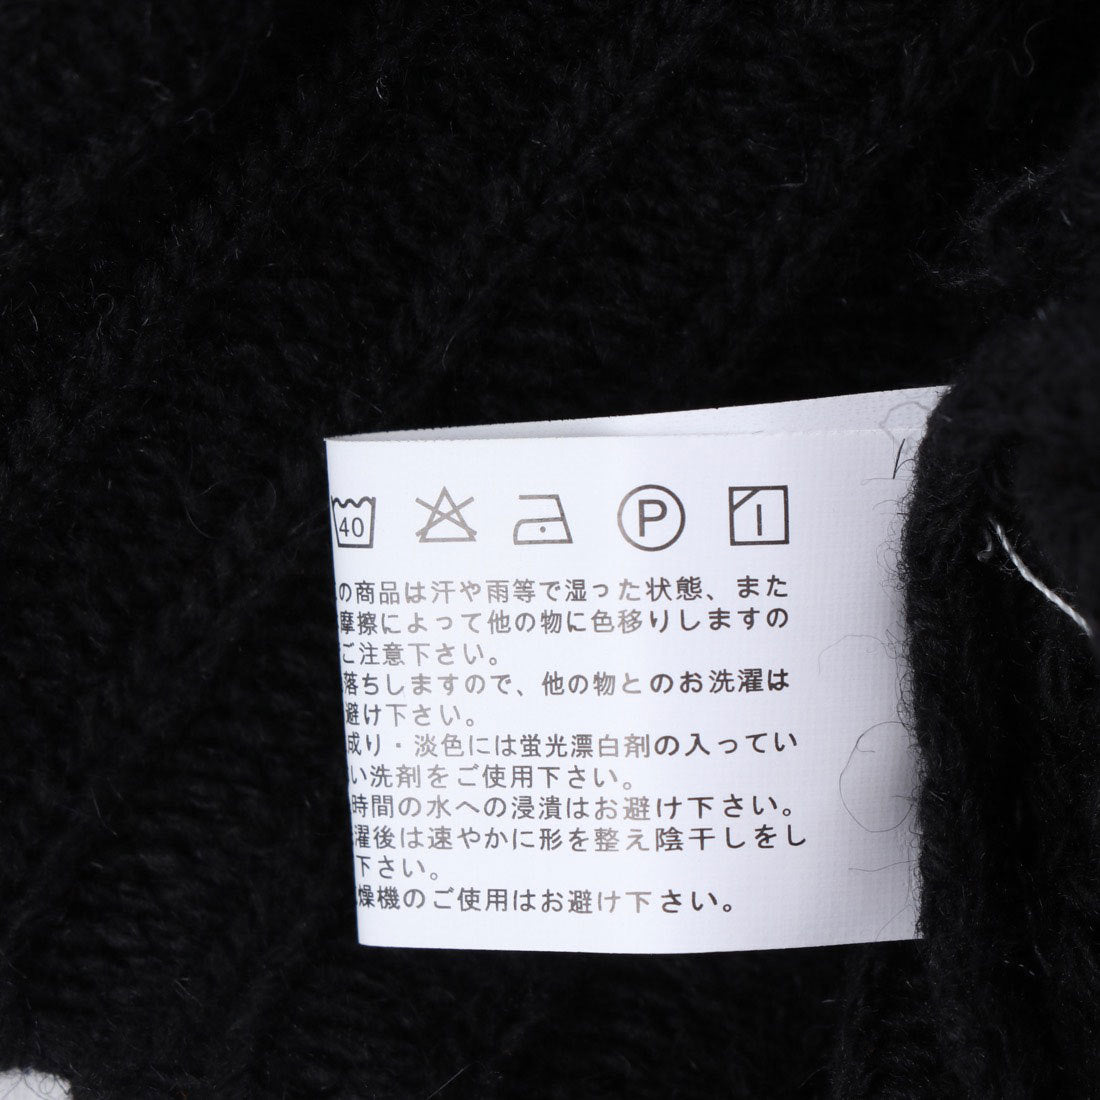 40 P
の商品は汗や雨等で湿った状態、また
摩擦によって他の物に色移りしますの
ご注意下さい。
落ちしますので、他の物とのお洗濯は
避け下さい。
成り・淡色には蛍光漂白剤の入ってい
い洗剤をご使用下さい。
時間の水への浸漬はお避け下さい。
濯後は速やかに形を整え陰干しをし
下さい。
燥機のご使用はお避け下さい。